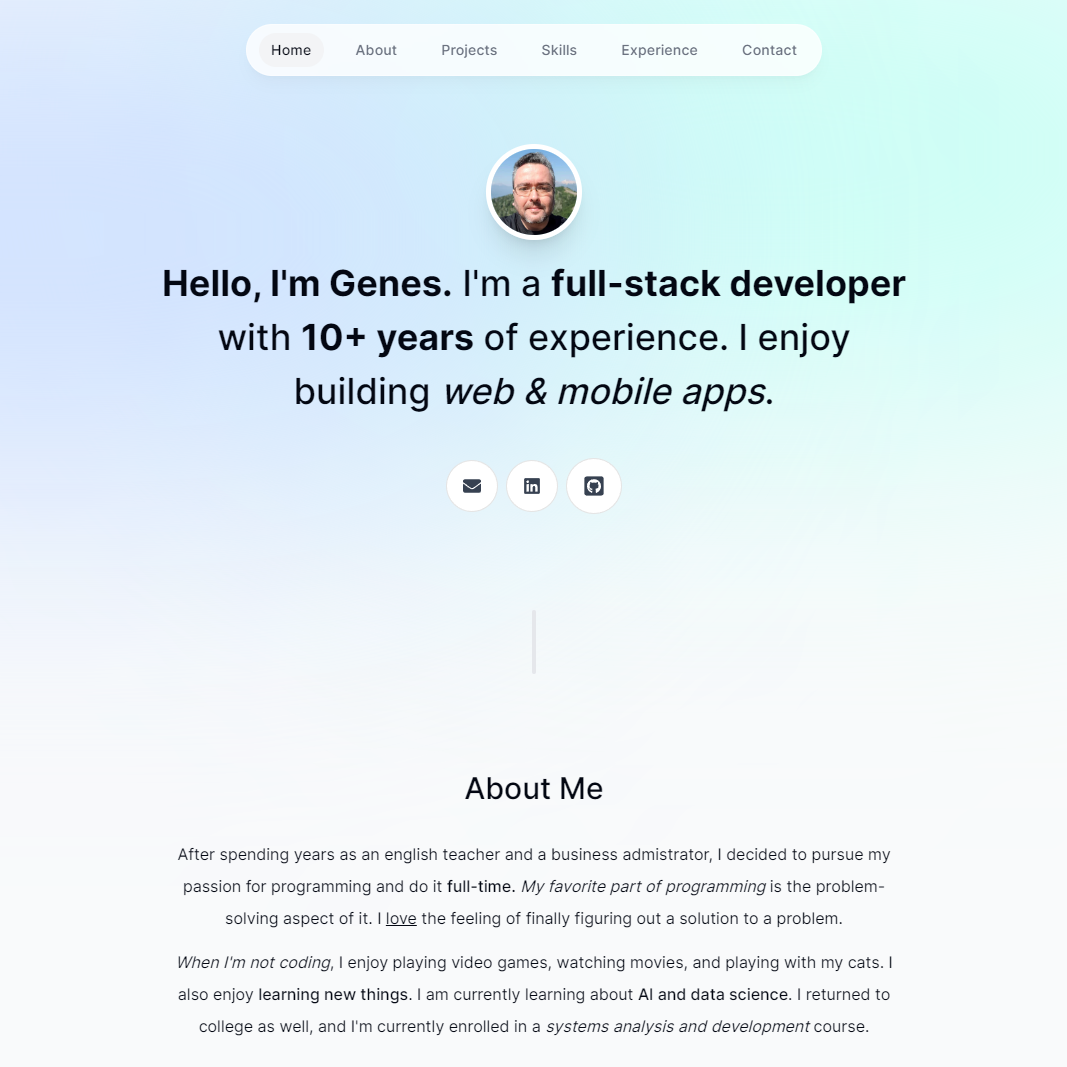 Home About Projects Skills Experience Contact
Hello, I'm Genes. I'm a full-stack developer
with 10+ years of experience. I enjoy
building web & mobile apps.
in
About Me
After spending years as an english teacher and a business admistrator, I decided to pursue my
passion for programming and do it full-time. My favorite part of programming is the problem-
solving aspect of it. I love the feeling of finally figuring out a solution to a problem.
When I'm not coding, I enjoy playing video games, watching movies, and playing with my cats. I
also enjoy learning new things. I am currently learning about AI and data science. I returned to
college as well, and I'm currently enrolled in a systems analysis and development course.